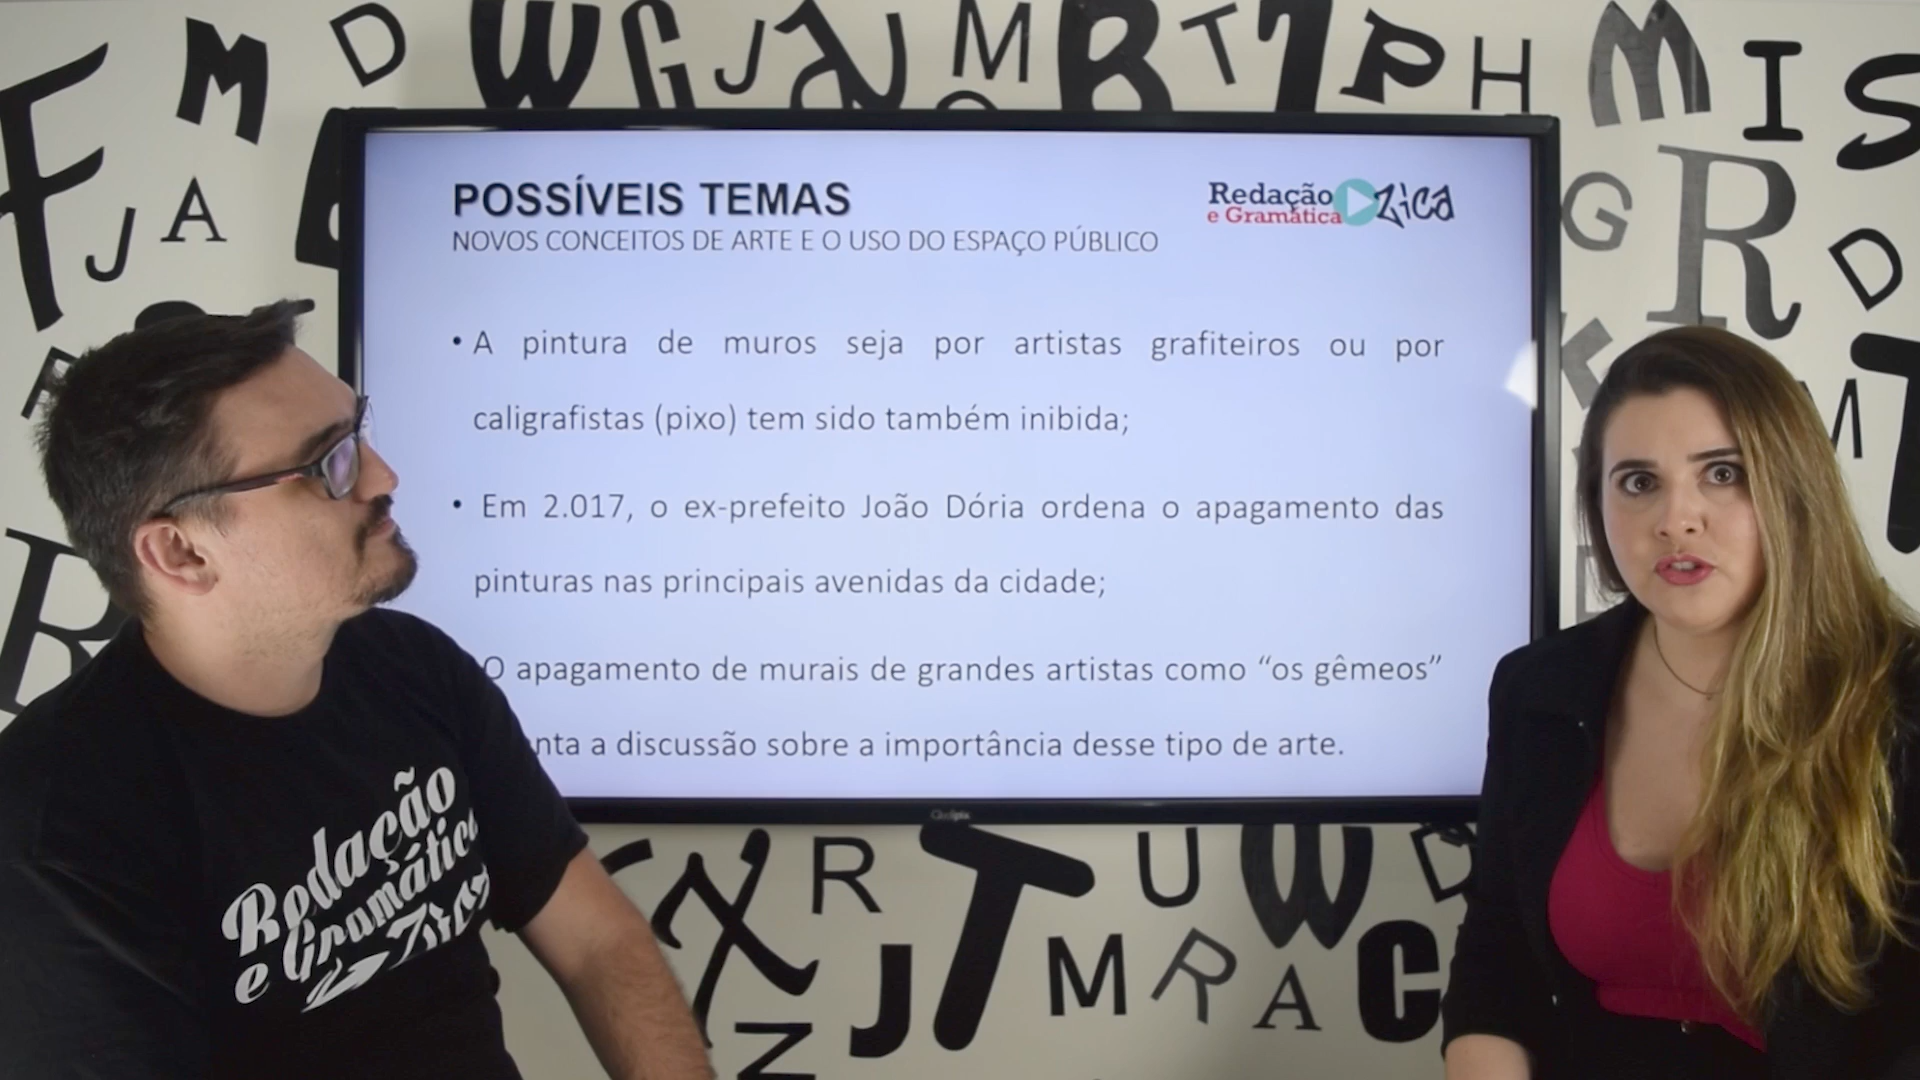 POSSÍVEIS TEMAS
NOVOS CONCEITOS DE ARTE E O USO DO ESPAÇO PÚBLICO
Redação
e Gramática
Zica
• A pintura de muros seja por artistas grafiteiros ou por
caligrafistas (pixo) tem sido também inibida;
• Em 2.017, o ex-prefeito João Dória ordena o apagamento das
pinturas nas principais avenidas da cidade;
O apagamento de murais de grandes artistas como “os gêmeos”
a discussão sobre a importância desse tipo de arte.
Redação
e Gramática
Zica